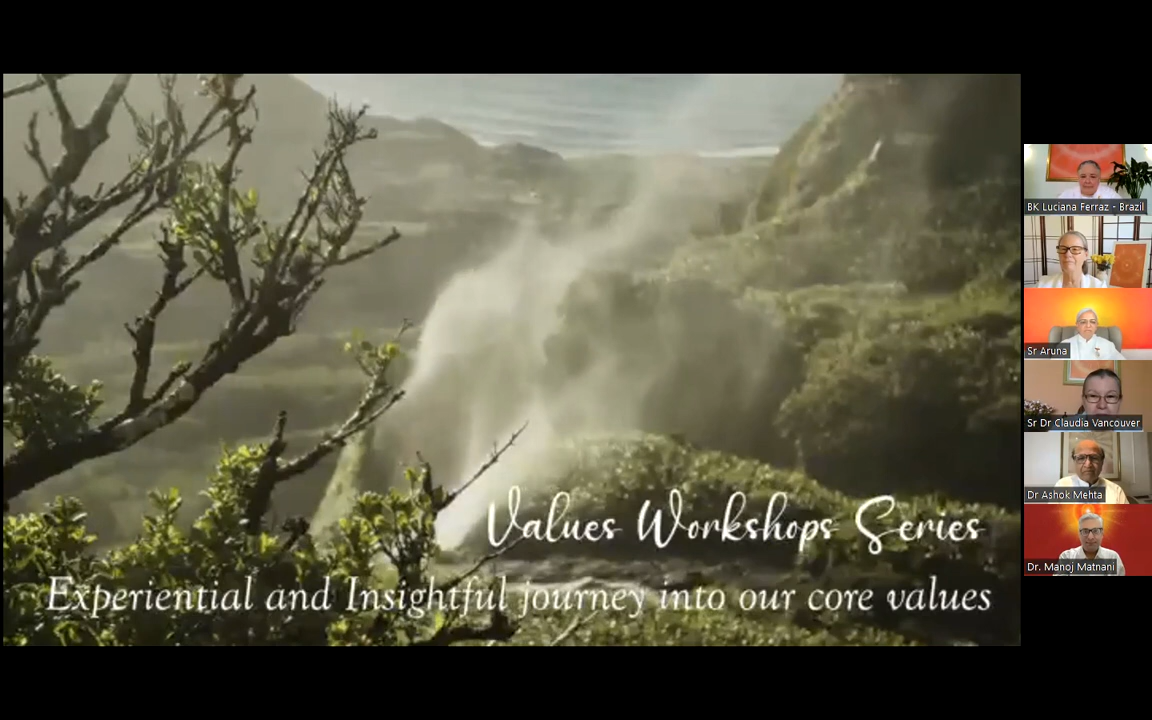 Values Workshops Series
Experiential and Insightful journey into our core values
BK Luciana Ferraz - Brazil
Sr Aruna
Sr Dr Claudia Vancouver
Dr Ashok Mehta
Dr. Manoj Matnani